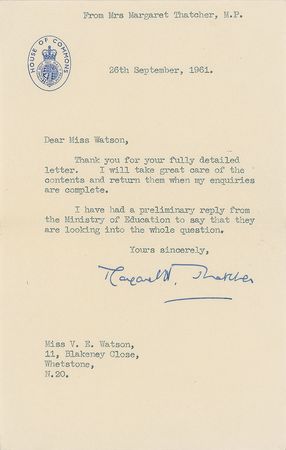 From Mrs Margaret Thatcher, M.P.
HOUSE OF COMMONS
26th September, 1961.
Dear Miss Watson,
Thank you for your fully detailed
letter. I will take great care of the
contents and return them when my enquiries
are complete.
I have had a preliminary reply from
the Ministry of Education to say that they
are looking into the whole question.
Yours sincerely,
Margaret Thatcher
Miss V. E. Watson,
11, Blakeney Close,
Whetstone,
N.20.